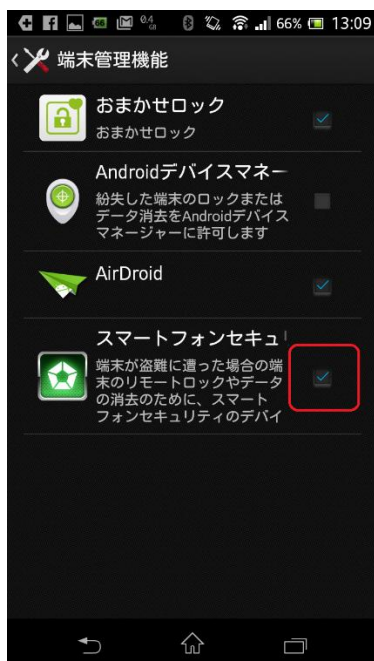 66
0.4
66% 13:09
端末管理機能
おまかせロック
おまかせロック
Androidデバイスマネー
紛失した端末のロックまたは
データ消去をAndroidデバイス
マネージャーに許可します
AirDroid
スマートフォンセキュ
端末が盗難に遭った場合の端
末のリモートロックやデータ
の消去のために、スマート
フォンセキュリティのデバイ